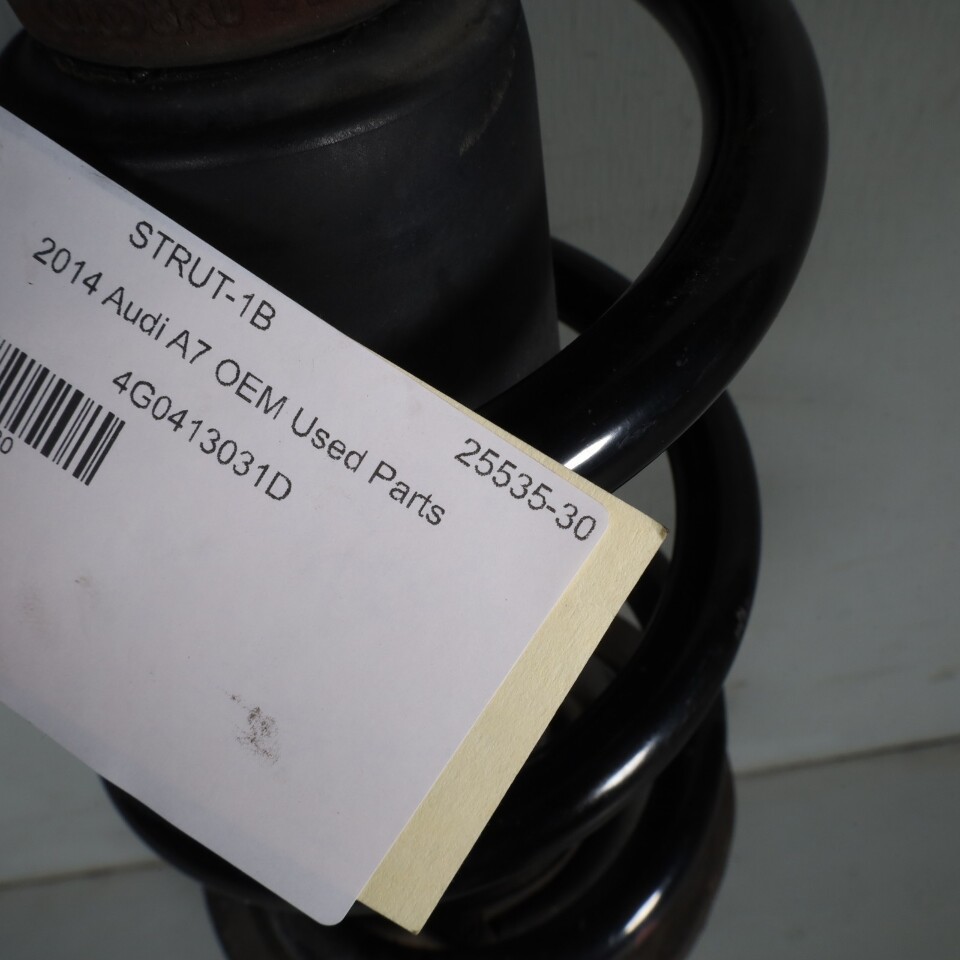 STRUT-1B
2014 Audi A7 OEM Used Parts
4G0413031D
25535-30